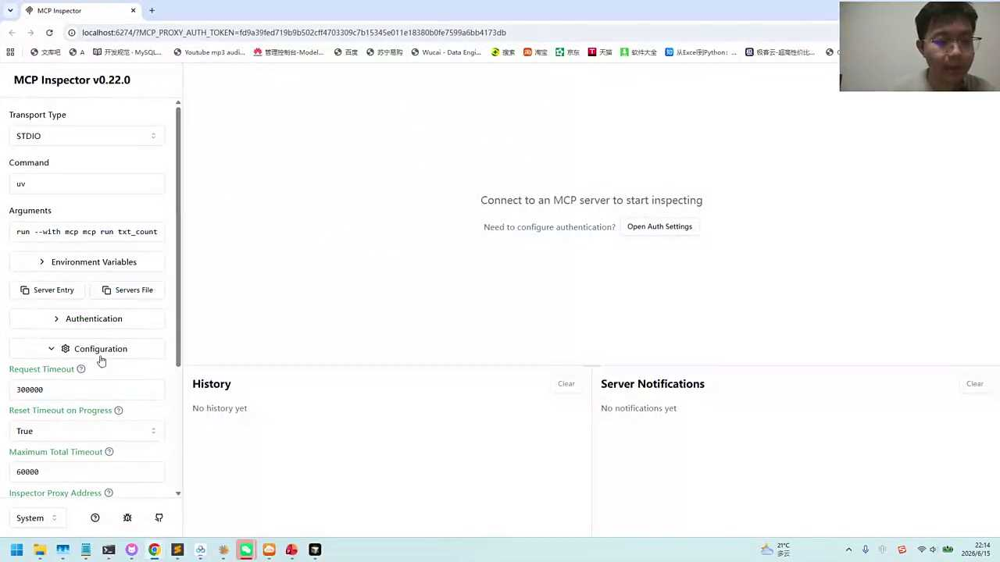 MCP Inspector
localhost:6274/?MCP_PROXY_AUTH_TOKEN=fd9a39fed719b9b502cff4703309c7b15345e011e18380b0fe7599a6bb4173db
文库吧 A 开发规范 - MySQL... Youtube mp3 audi... 管理控制台-Model... 百度 苏宁易购 Wucai - Data Engi... 搜索 淘宝 京东 天猫 软件大全 从Excel到Python：... 极客云-超高性价比...
MCP Inspector v0.22.0
Transport Type
STDIO
Command
uv
Arguments
run --with mcp mcp run txt_count
Environment Variables
Server Entry Servers File
Authentication
Configuration
Request Timeout
300000
Reset Timeout on Progress
True
Maximum Total Timeout
60000
Inspector Proxy Address
System
Connect to an MCP server to start inspecting
Need to configure authentication? Open Auth Settings
History Clear
No history yet
Server Notifications Clear
No notifications yet
21°C
多云
22:14
2026/6/15